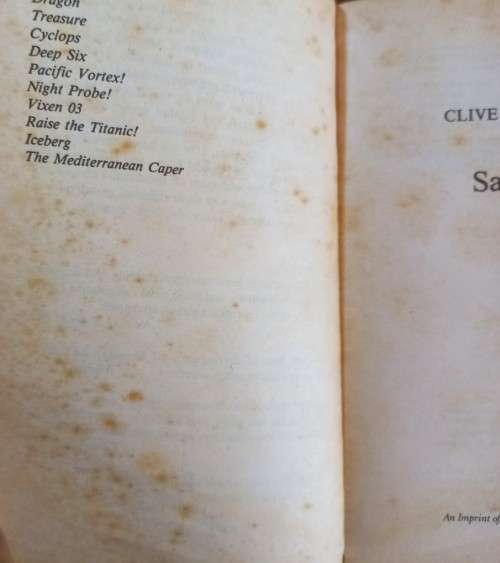 Dragon
Treasure
Cyclops
Deep Six
Pacific Vortex!
Night Probe!
Vixen 03
Raise the Titanic!
Iceberg
The Mediterranean Caper
CLIVE
Sa
An Imprint of